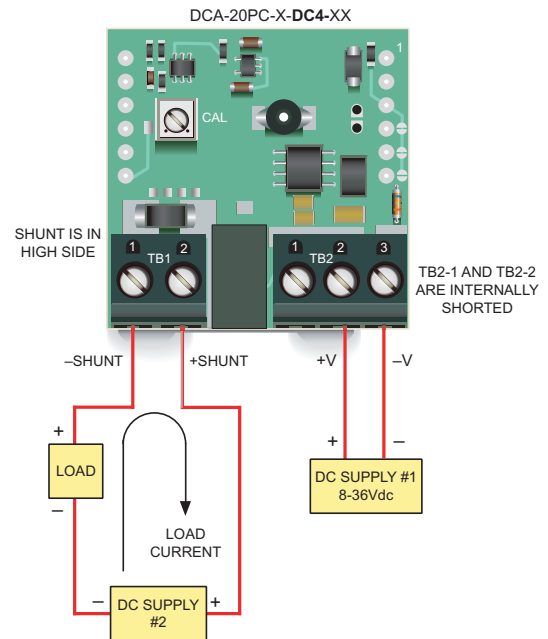 DCA-20PC-X-DC4-XX
1
CAL
SHUNT IS IN
HIGH SIDE
1 2
TB1
1 2 3
TB2
TB2-1 AND TB2-2
ARE INTERNALLY
SHORTED
–SHUNT
+SHUNT
+V
–V
+
LOAD
–
LOAD
CURRENT
– +
DC SUPPLY
#2
+ –
DC SUPPLY #1
8-36Vdc